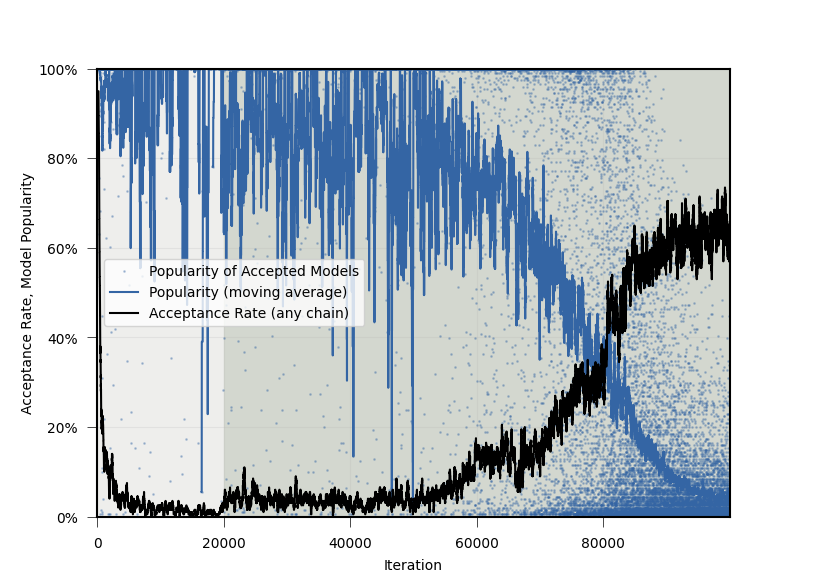 100%
80%
60%
40%
20%
0%
Acceptance Rate, Model Popularity
Popularity of Accepted Models
Popularity (moving average)
Acceptance Rate (any chain)
0
20000
40000
60000
80000
Iteration